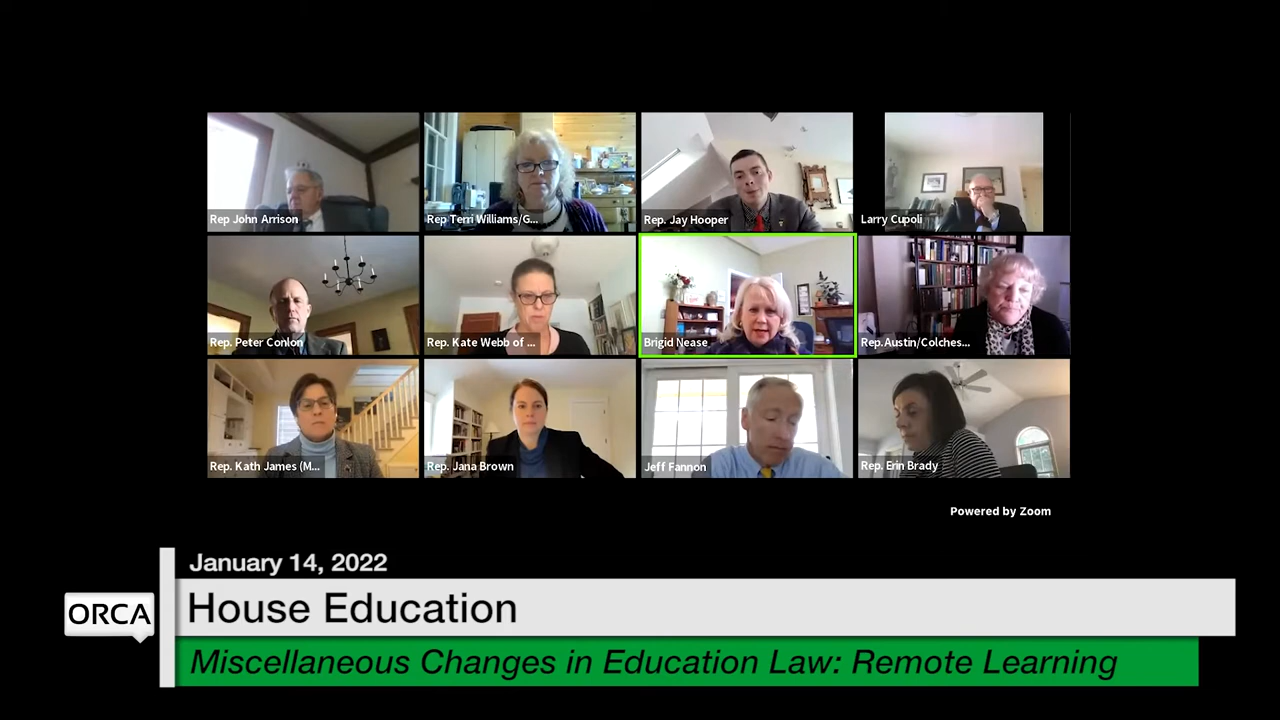 Rep John Arrison
Rep Terri Williams/G...
Rep. Jay Hooper
Larry Cupoli
Rep. Peter Conlon
Rep. Kate Webb of ...
Brigid Nease
Rep.Austin/Colches...
Rep. Kath James (M...
Rep. Jana Brown
Jeff Fannon
Rep. Erin Brady
Powered by Zoom
January 14, 2022
ORCA
House Education
Miscellaneous Changes in Education Law: Remote Learning